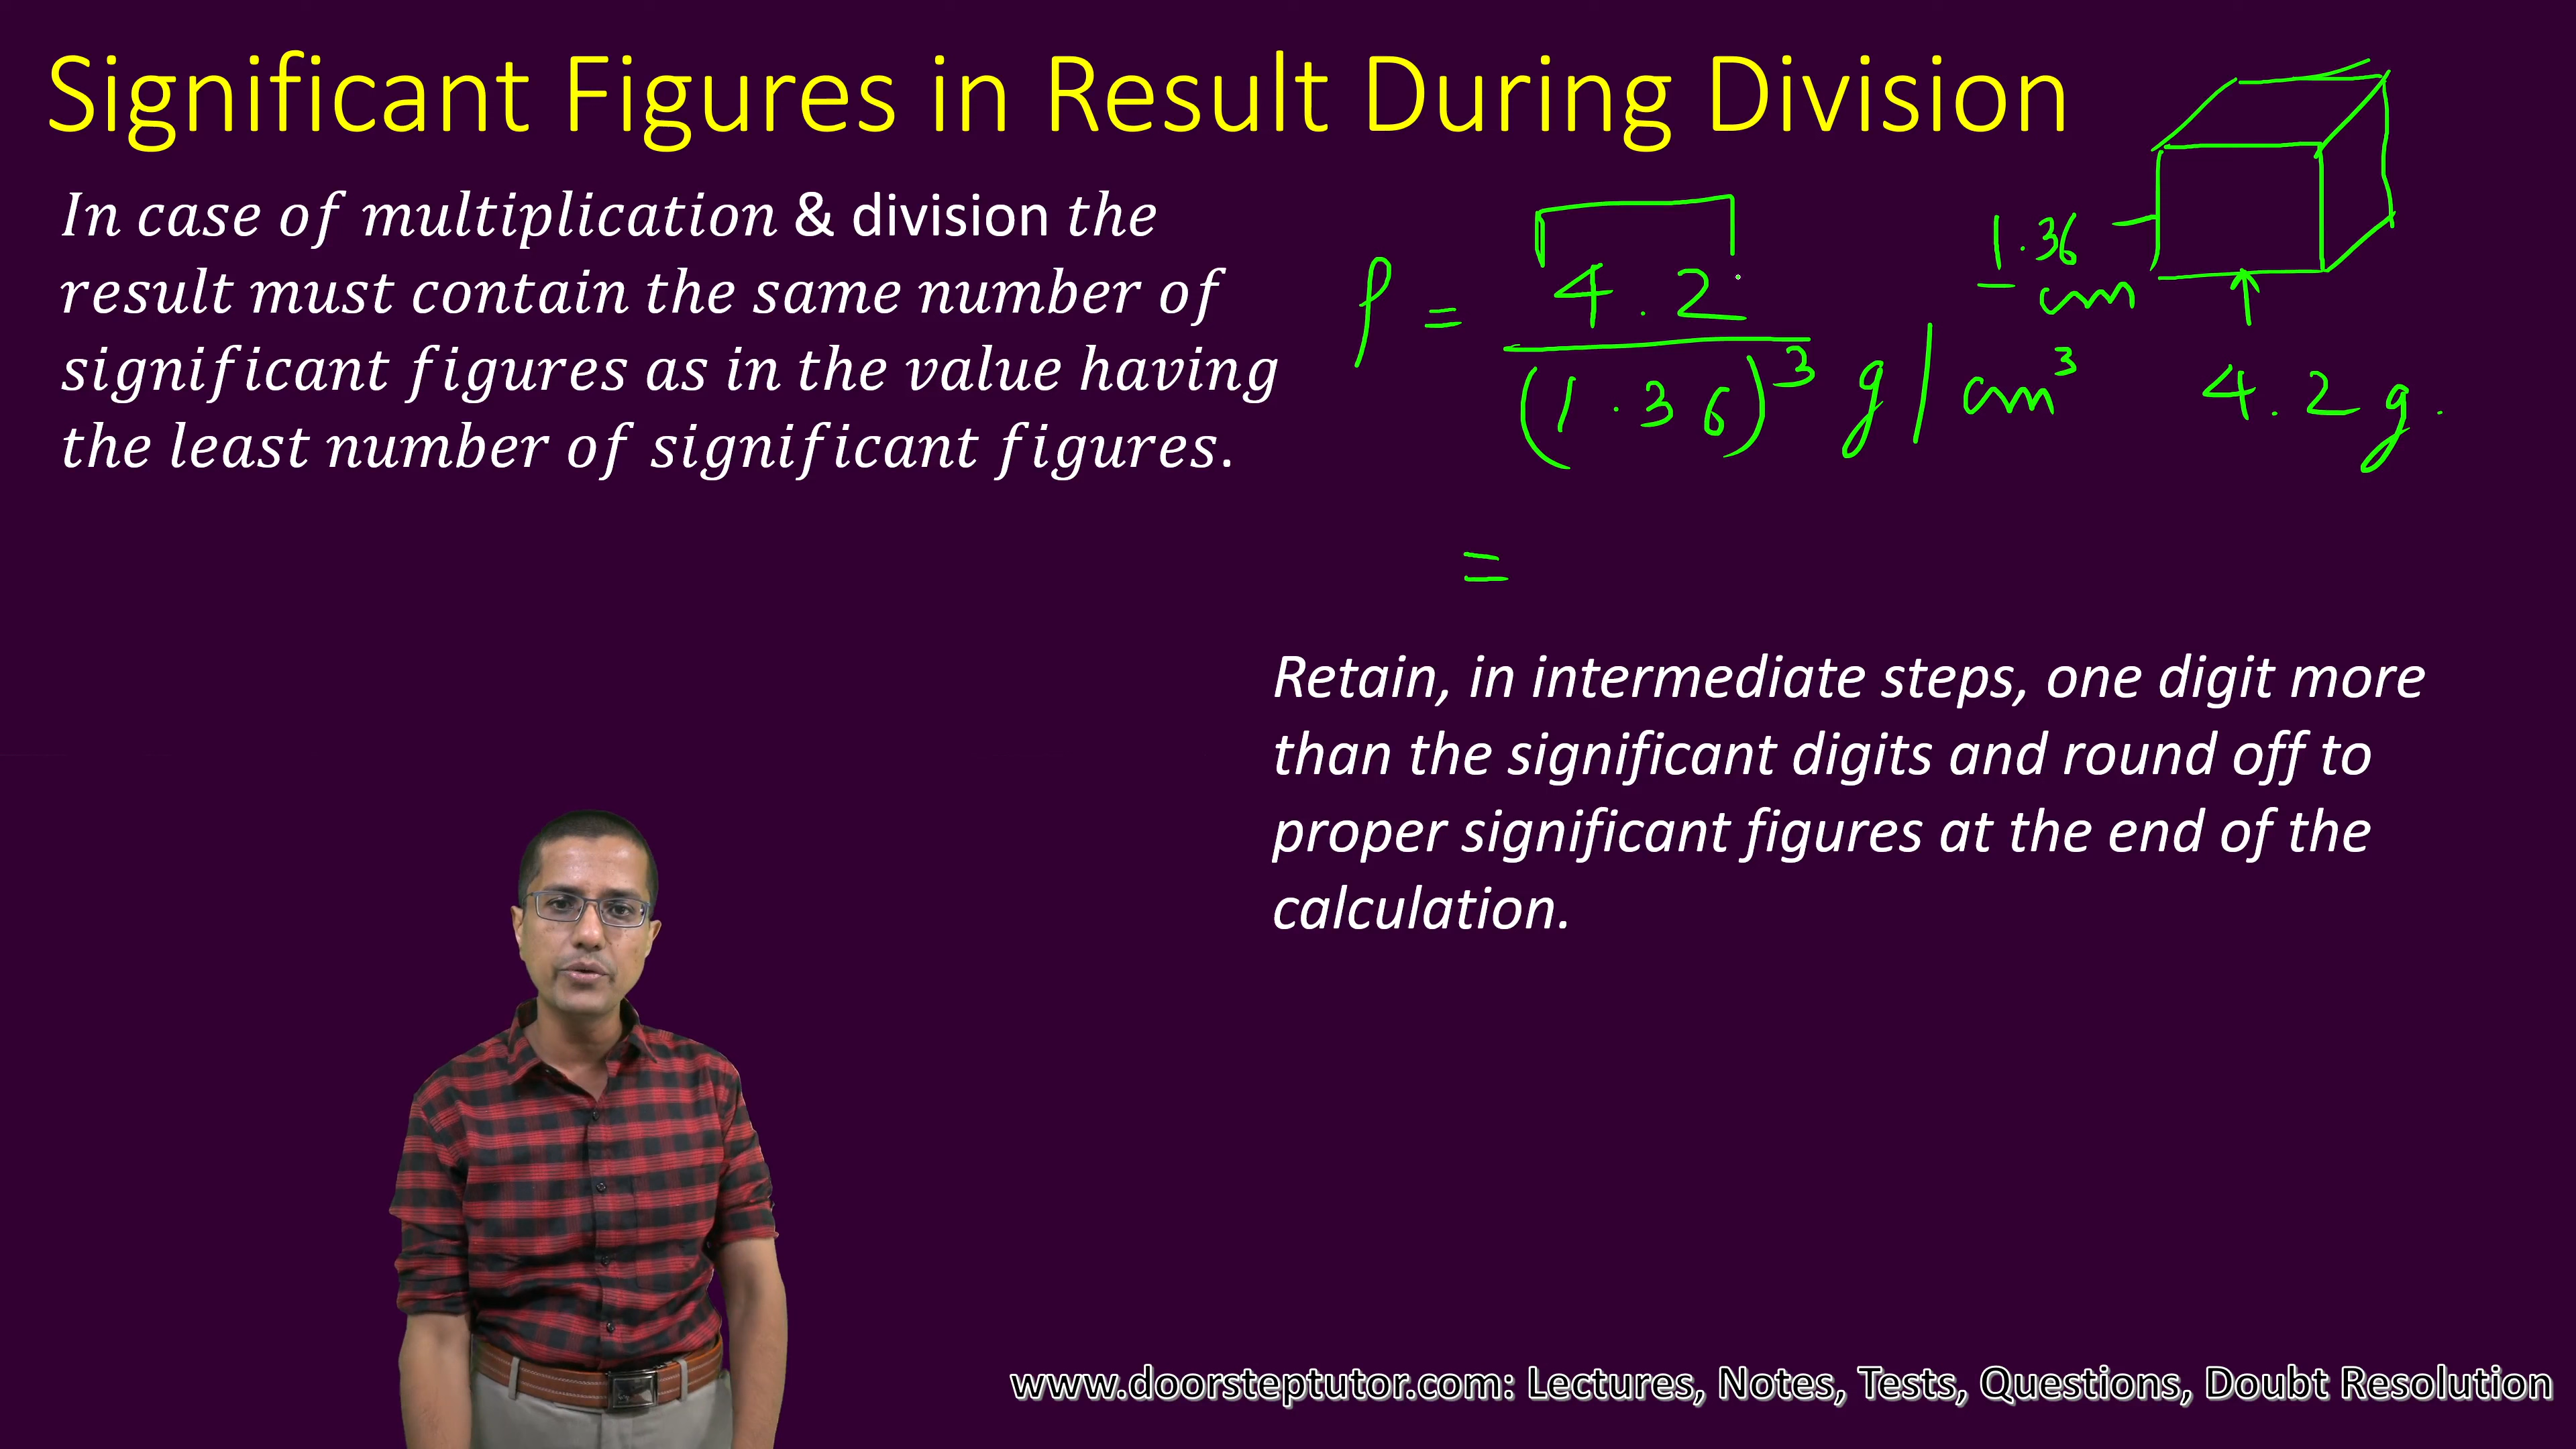 Significant Figures in Result During Division
In case of multiplication & division the
result must contain the same number of
significant figures as in the value having
the least number of significant figures.
ρ = 4.2 / (1.36)³ g/cm³
=
1.36
cm
4.2 g.
Retain, in intermediate steps, one digit more
than the significant digits and round off to
proper significant figures at the end of the
calculation.
www.doorsteptutor.com: Lectures, Notes, Tests, Questions, Doubt Resolution